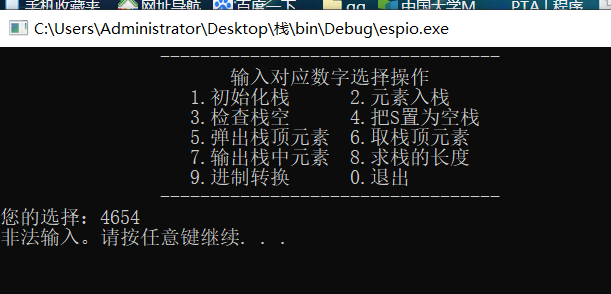 手机收藏夹 网址导航 百度一下 qq 中国大学M PTA | 程序
C:\Users\Administrator\Desktop\栈\bin\Debug\espio.exe
----------------------------------
输入对应数字选择操作
1.初始化栈 2.元素入栈
3.检查栈空 4.把S置为空栈
5.弹出栈顶元素 6.取栈顶元素
7.输出栈中元素 8.求栈的长度
9.进制转换 0.退出
----------------------------------
您的选择：4654
非法输入。请按任意键继续. . .